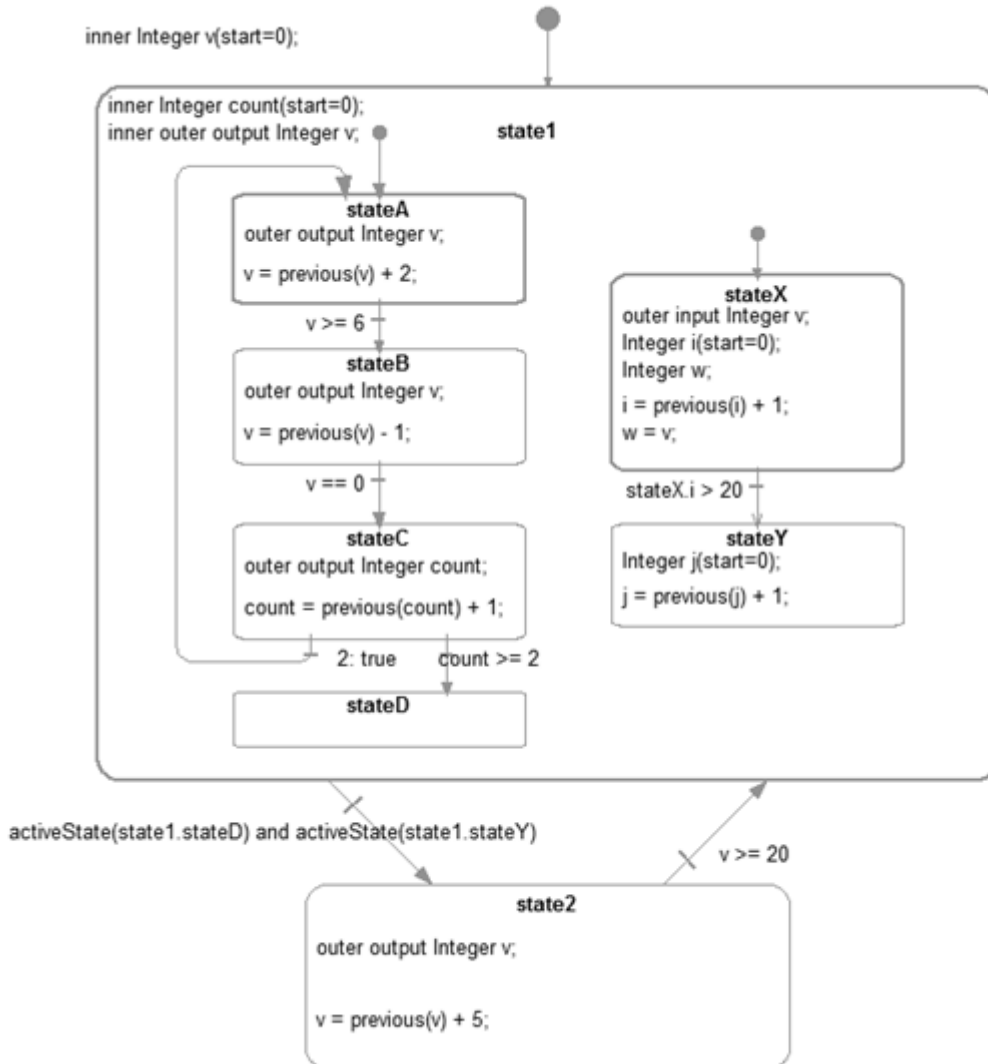 inner Integer v(start=0);
inner Integer count(start=0);
inner outer output Integer v;
state1
stateA
outer output Integer v;
v = previous(v) + 2;
v >= 6
stateB
outer output Integer v;
v = previous(v) - 1;
v == 0
stateC
outer output Integer count;
count = previous(count) + 1;
2: true
count >= 2
stateD
stateX
outer input Integer v;
Integer i(start=0);
Integer w;
i = previous(i) + 1;
w = v;
stateX.i > 20
stateY
Integer j(start=0);
j = previous(j) + 1;
activeState(state1.stateD) and activeState(state1.stateY)
v >= 20
state2
outer output Integer v;
v = previous(v) + 5;